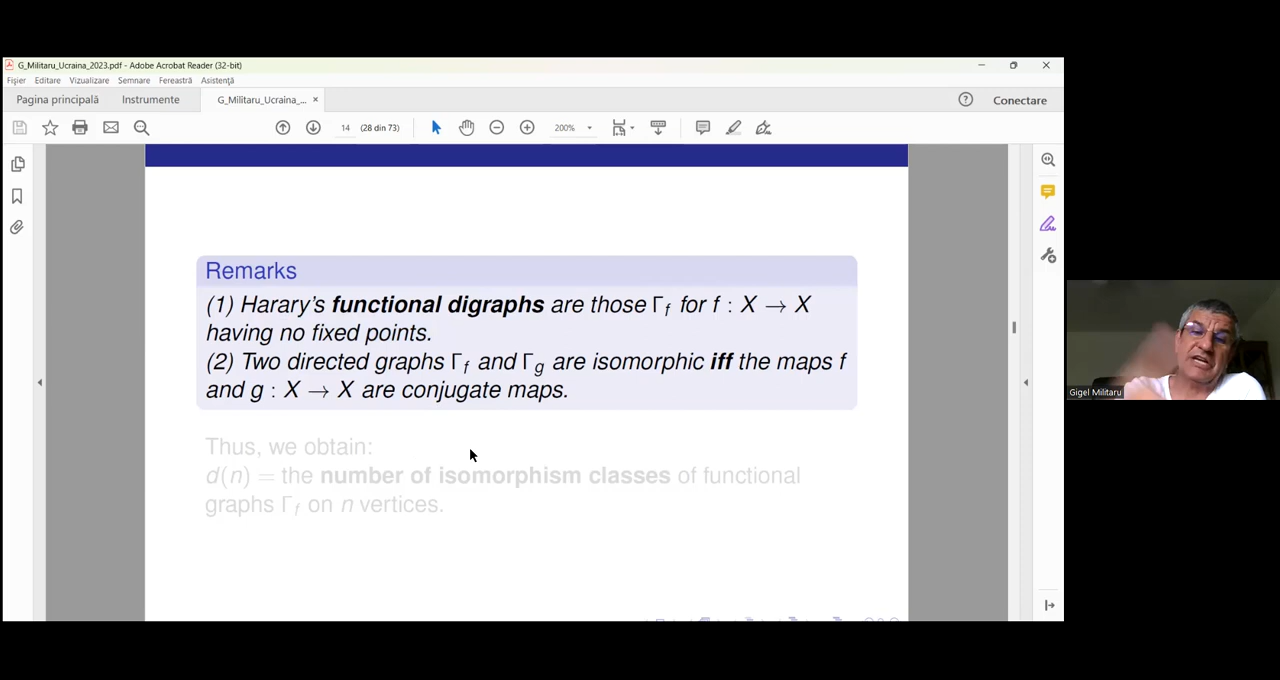 G_Militaru_Ucraina_2023.pdf - Adobe Acrobat Reader (32-bit)
Fișier Editare Vizualizare Semnare Fereastră Asistență
Pagina principală Instrumente G_Militaru_Ucraina_... × Conectare
14 (28 din 73) 200%
Remarks
(1) Harary's functional digraphs are those Γf for f : X → X
having no fixed points.
(2) Two directed graphs Γf and Γg are isomorphic iff the maps f
and g : X → X are conjugate maps.
Thus, we obtain:
d(n) = the number of isomorphism classes of functional
graphs Γf on n vertices.
Gigel Militaru